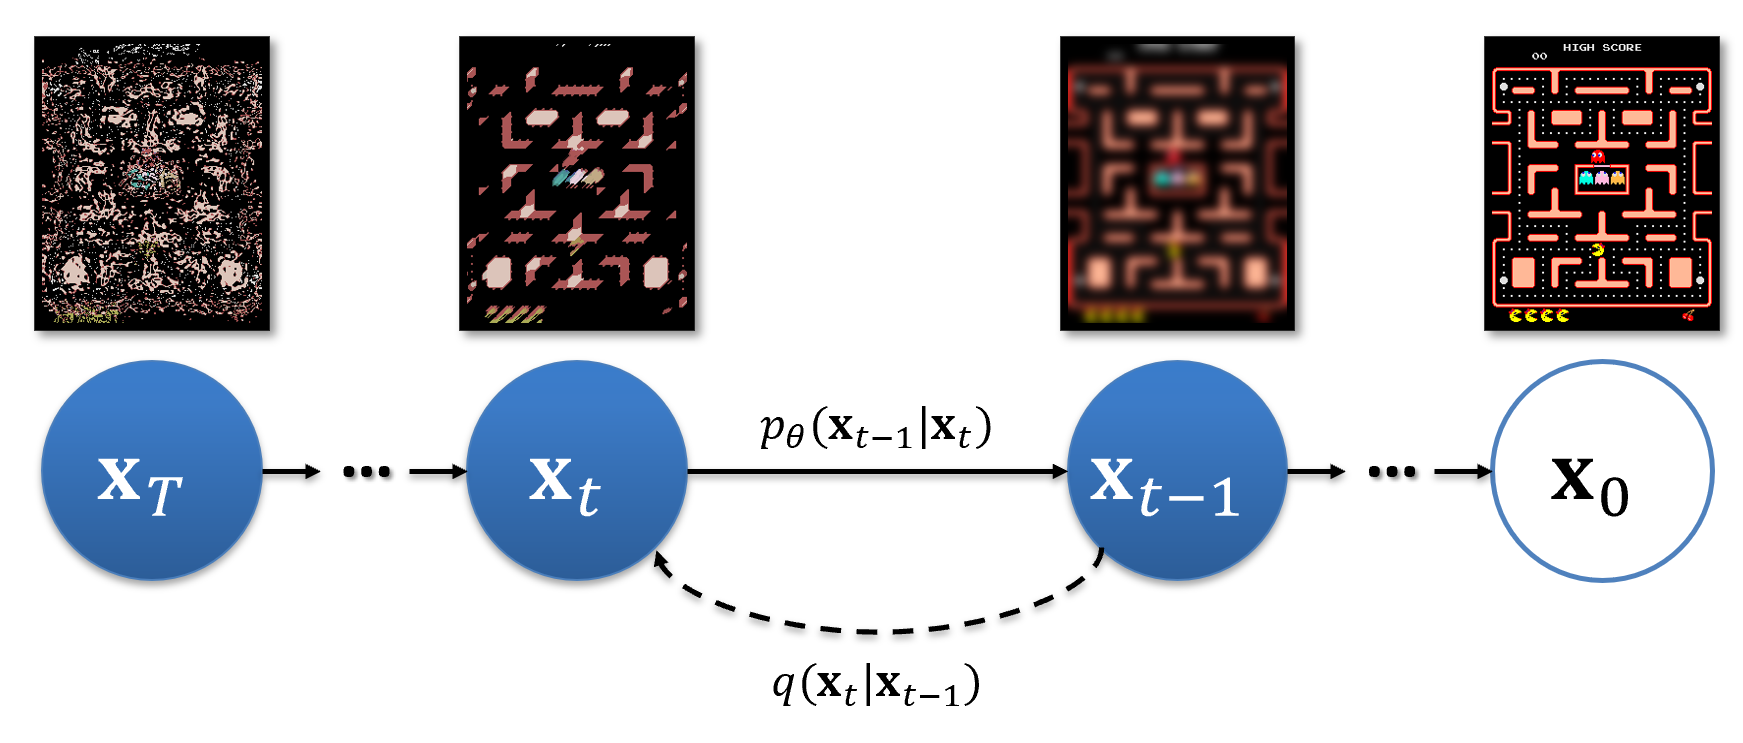 HIGH SCORE
00
p_θ(x_{t−1}|x_t)
x_T ... x_t x_{t−1} ... x_0
q(x_t|x_{t−1})